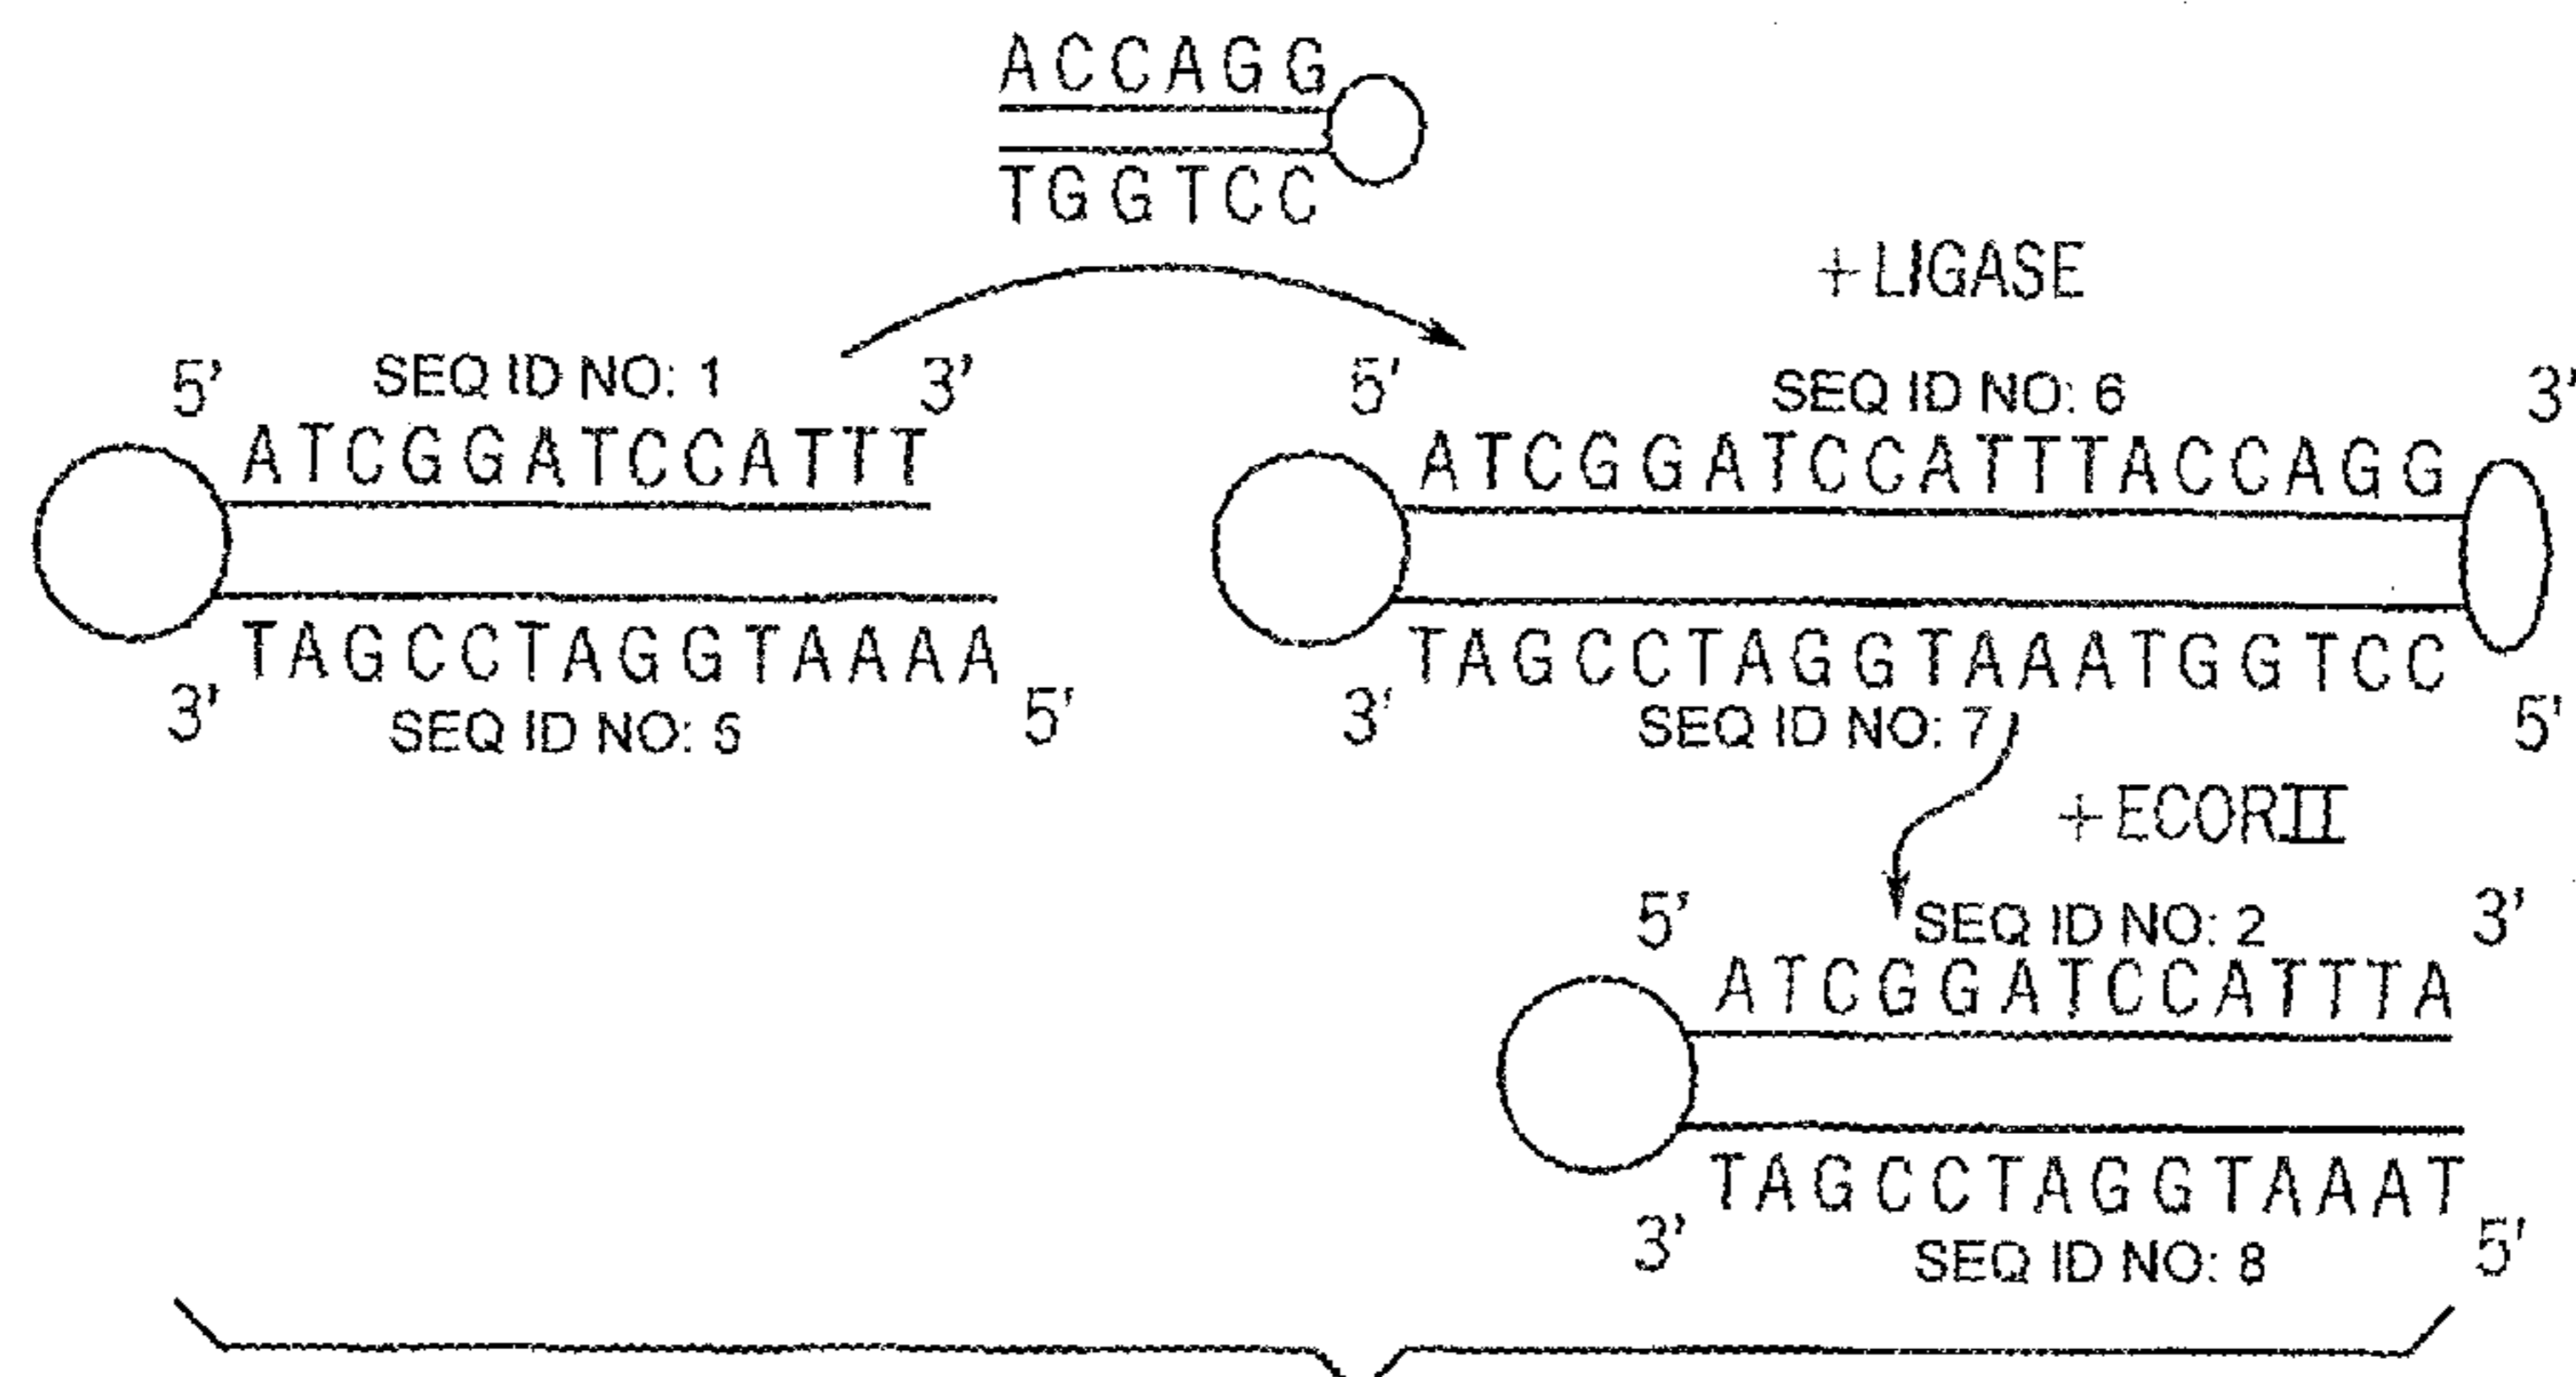 ACCAGG
TGGTCC
+LIGASE
5' SEQ ID NO: 1 3'
ATCGGATCCATTT
TAGCCTAGGTAAAA
3' SEQ ID NO: 5 5'
5' SEQ ID NO: 6 3'
ATCGGATCCATTTACCAGG
TAGCCTAGGTAAATGGTCC
3' SEQ ID NO: 7 5'
+ECORII
5' SEQ ID NO: 2 3'
ATCGGATCCATTTA
TAGCCTAGGTAAAT
3' SEQ ID NO: 8 5'